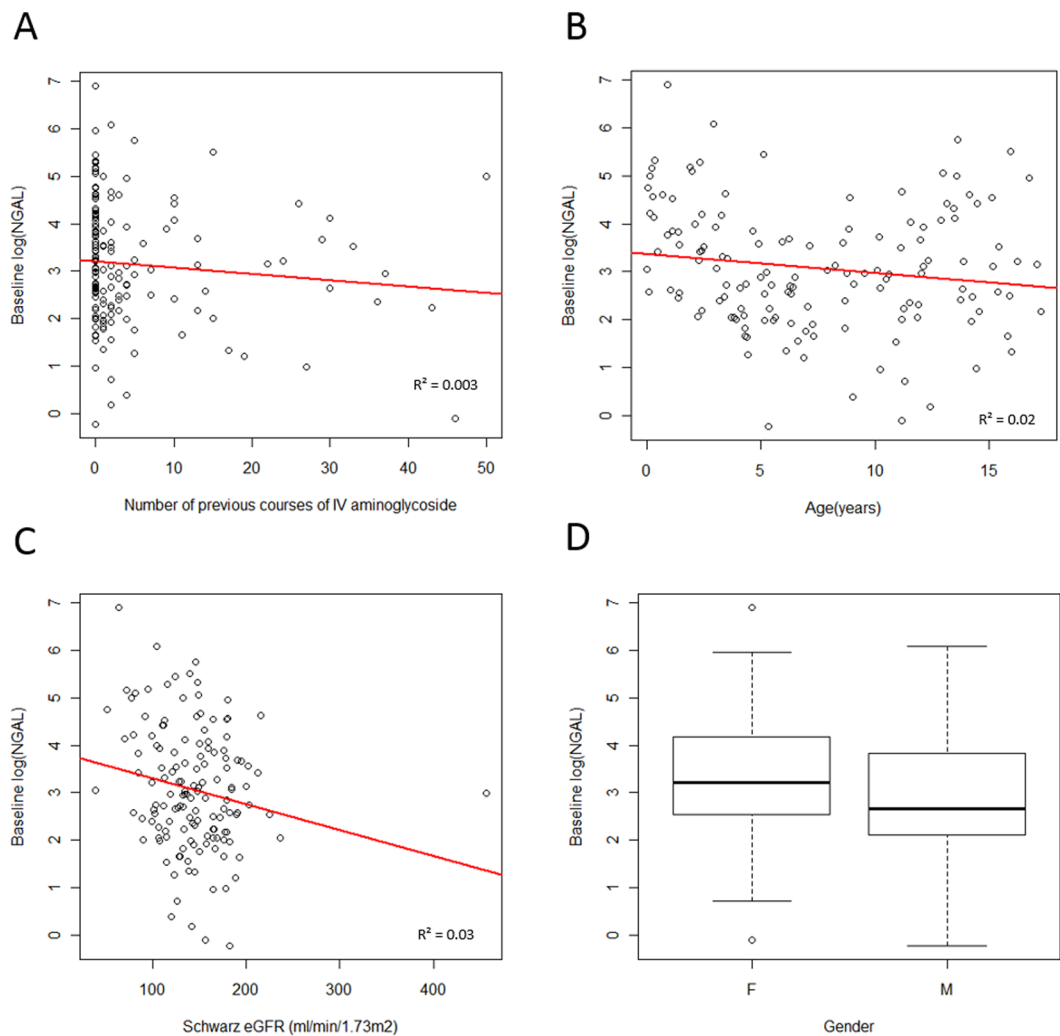 A
Baseline log(NGAL)
7
6
5
4
3
2
1
0
R² = 0.003
0 10 20 30 40 50
Number of previous courses of IV aminoglycoside
B
Baseline log(NGAL)
7
6
5
4
3
2
1
0
R² = 0.02
0 5 10 15
Age(years)
C
Baseline log(NGAL)
7
6
5
4
3
2
1
0
R² = 0.03
100 200 300 400
Schwarz eGFR (ml/min/1.73m2)
D
Baseline log(NGAL)
7
6
5
4
3
2
1
0
F M
Gender